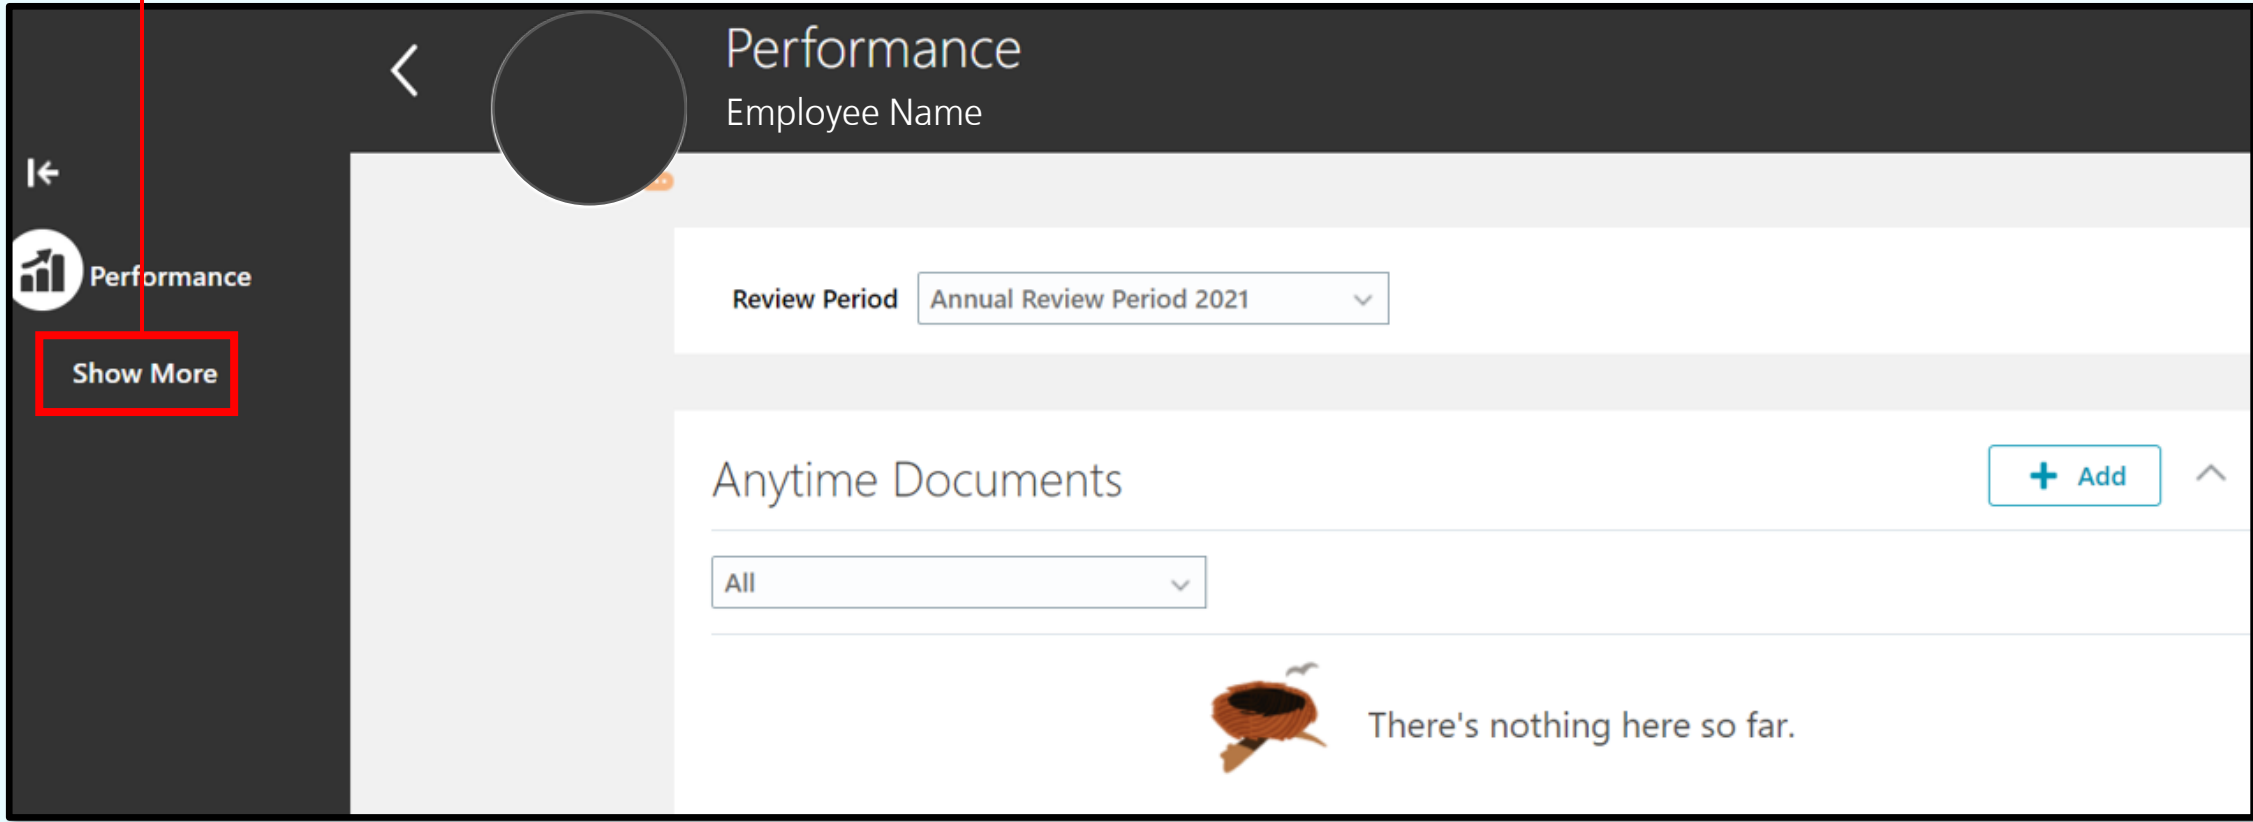 Performance
Employee Name
Performance
Show More
Review Period Annual Review Period 2021
Anytime Documents
Add
All
There's nothing here so far.